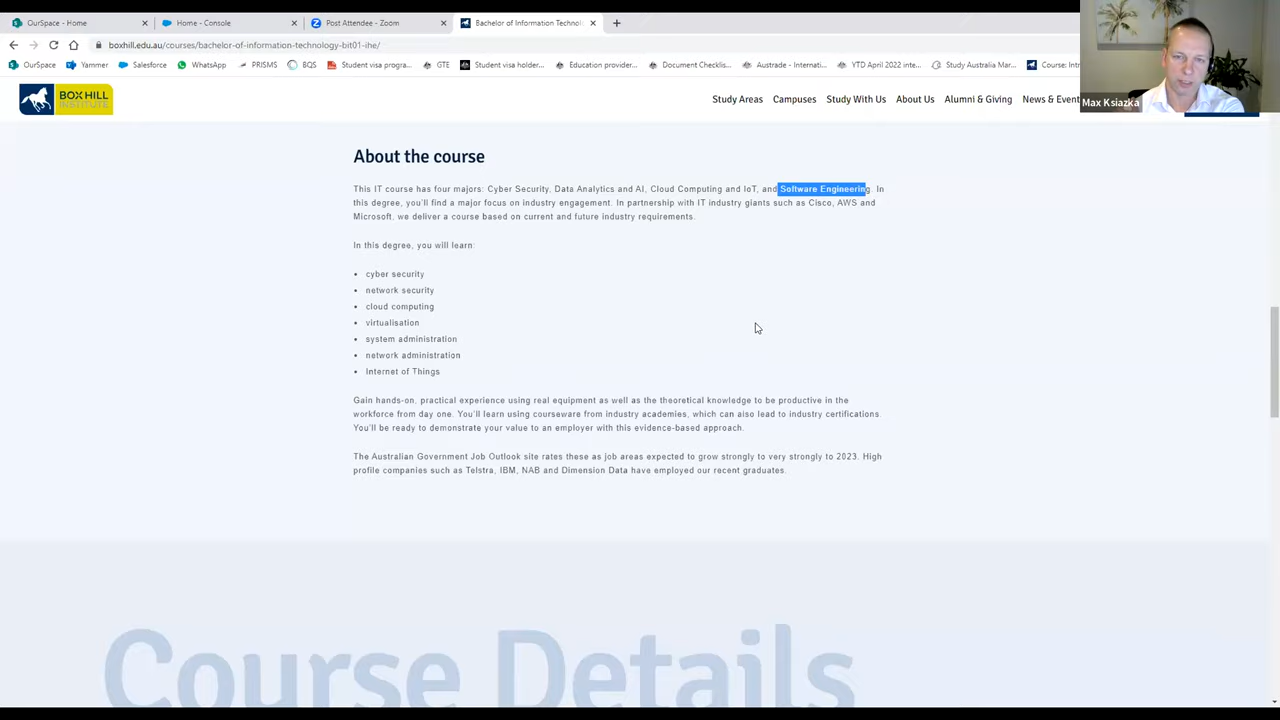 OurSpace - Home
Home - Console
Post Attendee - Zoom
Bachelor of Information Technolo
boxhill.edu.au/courses/bachelor-of-information-technology-bit01-ihe/
OurSpace
Yammer
Salesforce
WhatsApp
PRISMS
BQS
Student visa progra...
GTE
Student visa holder...
Education provider...
Document Checklis...
Austrade - Internati...
YTD April 2022 inte...
Study Australia Mar...
Course: Intr
Max Ksiazka
BOX HILL
INSTITUTE
Study Areas
Campuses
Study With Us
About Us
Alumni & Giving
News & Event
About the course
This IT course has four majors: Cyber Security, Data Analytics and AI, Cloud Computing and IoT, and Software Engineering. In
this degree, you'll find a major focus on industry engagement. In partnership with IT industry giants such as Cisco, AWS and
Microsoft, we deliver a course based on current and future industry requirements.
In this degree, you will learn:
• cyber security
• network security
• cloud computing
• virtualisation
• system administration
• network administration
• Internet of Things
Gain hands-on, practical experience using real equipment as well as the theoretical knowledge to be productive in the
workforce from day one. You'll learn using courseware from industry academies, which can also lead to industry certifications.
You'll be ready to demonstrate your value to an employer with this evidence-based approach.
The Australian Government Job Outlook site rates these as job areas expected to grow strongly to very strongly to 2023. High
profile companies such as Telstra, IBM, NAB and Dimension Data have employed our recent graduates.
Course Details